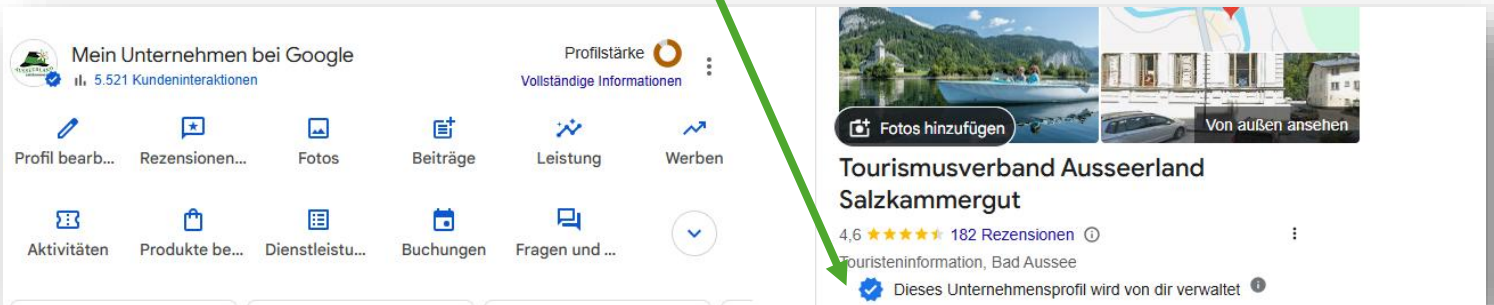 Mein Unternehmen bei Google
5.521 Kundeninteraktionen
Profilstärke
Vollständige Informationen
Profil bearb...
Rezensionen...
Fotos
Beiträge
Leistung
Werben
Aktivitäten
Produkte be...
Dienstleistu...
Buchungen
Fragen und ...
Fotos hinzufügen
Von außen ansehen
Tourismusverband Ausseerland
Salzkammergut
4,6 182 Rezensionen
Touristeninformation, Bad Aussee
Dieses Unternehmensprofil wird von dir verwaltet